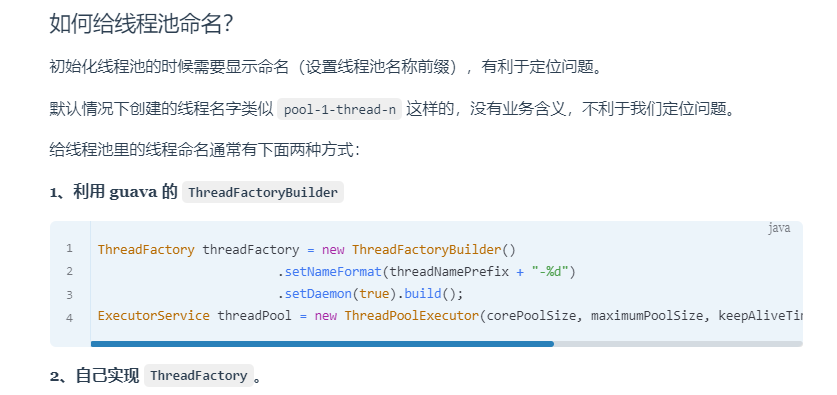 如何给线程池命名？
初始化线程池的时候需要显示命名（设置线程池名称前缀），有利于定位问题。
默认情况下创建的线程名字类似 pool-1-thread-n 这样的，没有业务含义，不利于我们定位问题。
给线程池里的线程命名通常有下面两种方式：
1、利用 guava 的 ThreadFactoryBuilder
java
1 ThreadFactory threadFactory = new ThreadFactoryBuilder()
2 .setNameFormat(threadNamePrefix + "-%d")
3 .setDaemon(true).build();
4 ExecutorService threadPool = new ThreadPoolExecutor(corePoolSize, maximumPoolSize, keepAliveTim
2、自己实现 ThreadFactory 。